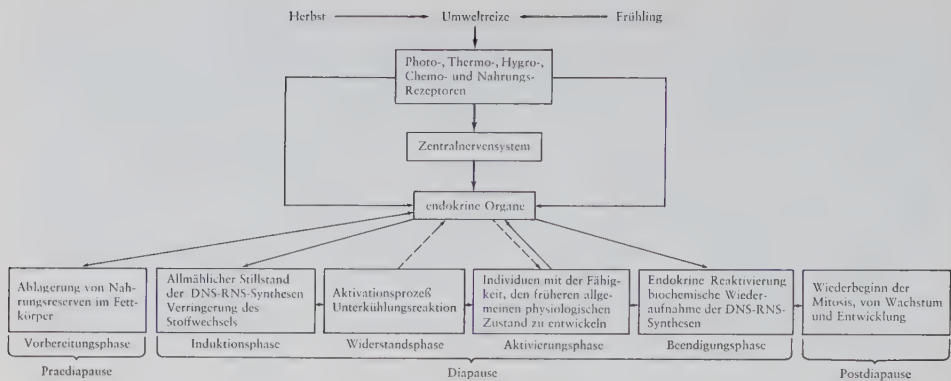 Herbst Umweltreize Frühling
Photo-, Thermo-, Hygro-,
Chemo- und Nahrungs-
Rezeptoren
Zentralnervensystem
endokrine Organe
Ablagerung von Nah-
rungsreserven im Fett-
körper
Allmählicher Stillstand
der DNS-RNS-Synthesen
Verringerung des
Stoffwechsels
Aktivationsprozeß
Unterkühlungsreaktion
Individuen mit der Fähig-
keit, den früheren allge-
meinen physiologischen
Zustand zu entwickeln
Endokrine Reaktivierung
biochemische Wieder-
aufnahme der DNS-RNS-
Synthesen
Wiederbeginn der
Mitosis, von Wachstum
und Entwicklung
Vorbereitungsphase Induktionsphase Widerstandsphase Aktivierungsphase Beendigungsphase
Praediapause Diapause Postdiapause